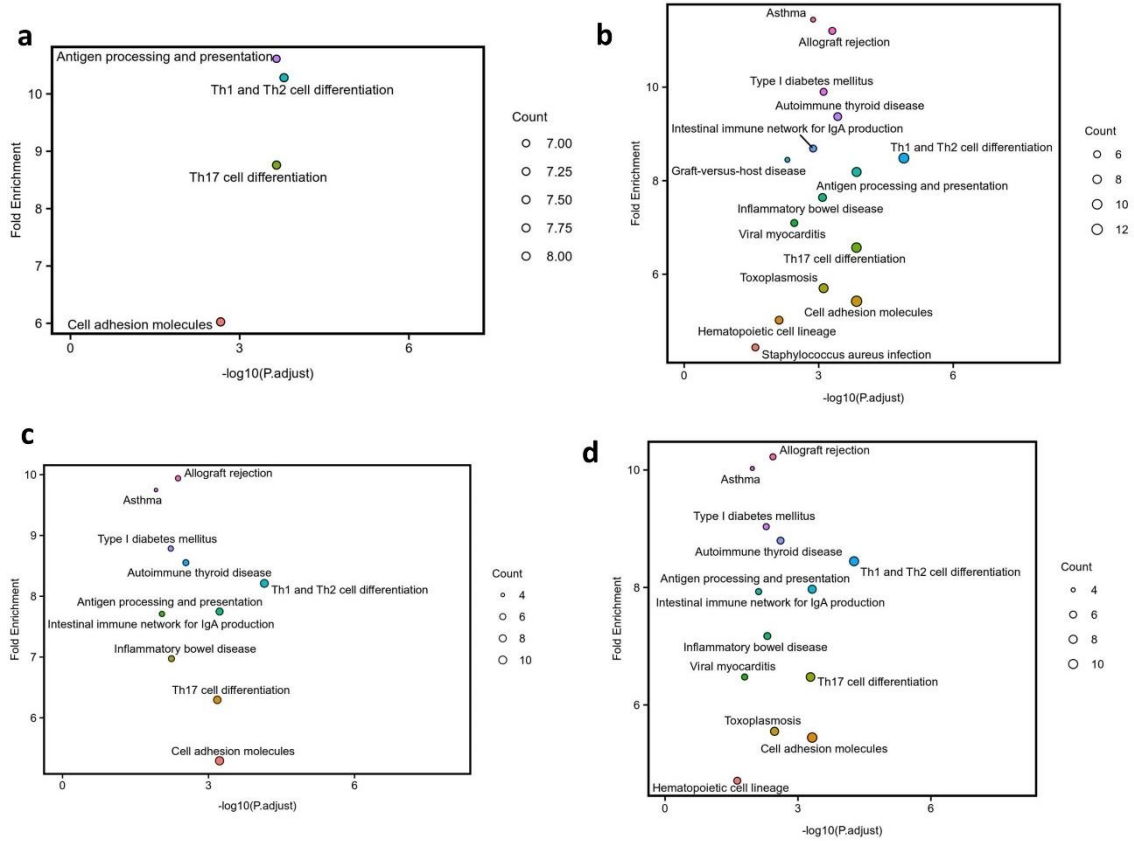 a
Antigen processing and presentation
Th1 and Th2 cell differentiation
Th17 cell differentiation
Cell adhesion molecules
10
9
8
7
6
0
3
6
Fold Enrichment
-log10(P.adjust)
Count
7.00
7.25
7.50
7.75
8.00
b
Asthma
Allograft rejection
Type I diabetes mellitus
Autoimmune thyroid disease
Intestinal immune network for IgA production
Th1 and Th2 cell differentiation
Graft-versus-host disease
Antigen processing and presentation
Inflammatory bowel disease
Viral myocarditis
Th17 cell differentiation
Toxoplasmosis
Cell adhesion molecules
Hematopoietic cell lineage
Staphylococcus aureus infection
10
8
6
0
3
6
Fold Enrichment
-log10(P.adjust)
Count
6
8
10
12
c
Allograft rejection
Asthma
Type I diabetes mellitus
Autoimmune thyroid disease
Th1 and Th2 cell differentiation
Antigen processing and presentation
Intestinal immune network for IgA production
Inflammatory bowel disease
Th17 cell differentiation
Cell adhesion molecules
10
9
8
7
6
0
3
6
Fold Enrichment
-log10(P.adjust)
Count
4
6
8
10
d
Allograft rejection
Asthma
Type I diabetes mellitus
Autoimmune thyroid disease
Th1 and Th2 cell differentiation
Antigen processing and presentation
Intestinal immune network for IgA production
Inflammatory bowel disease
Viral myocarditis
Th17 cell differentiation
Toxoplasmosis
Cell adhesion molecules
Hematopoietic cell lineage
10
8
6
0
3
6
Fold Enrichment
-log10(P.adjust)
Count
4
6
8
10